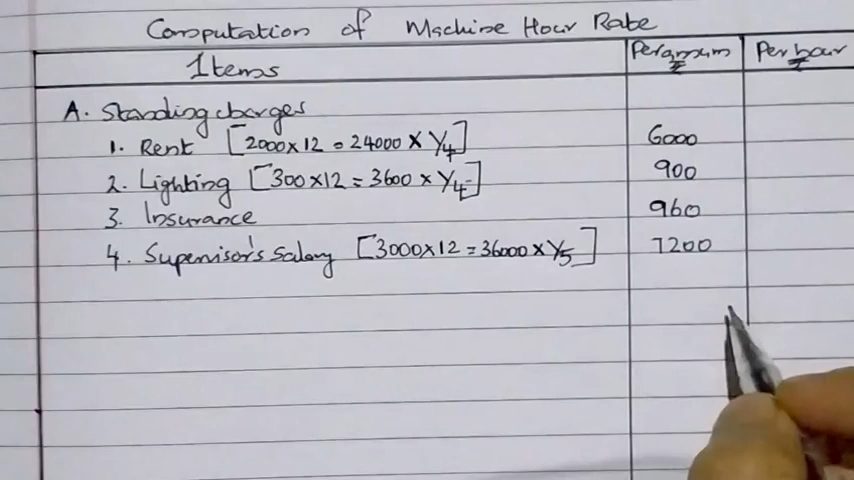 Computation of Machine Hour Rate
Items Per annum Per hour
A. Standing charges
1. Rent [2000x12 = 24000 x 1/4] 6000
2. Lighting [300x12 = 3600 x 1/4] 900
3. Insurance 960
4. Supervisor's Salary [3000x12 = 36000 x 1/5] 7200